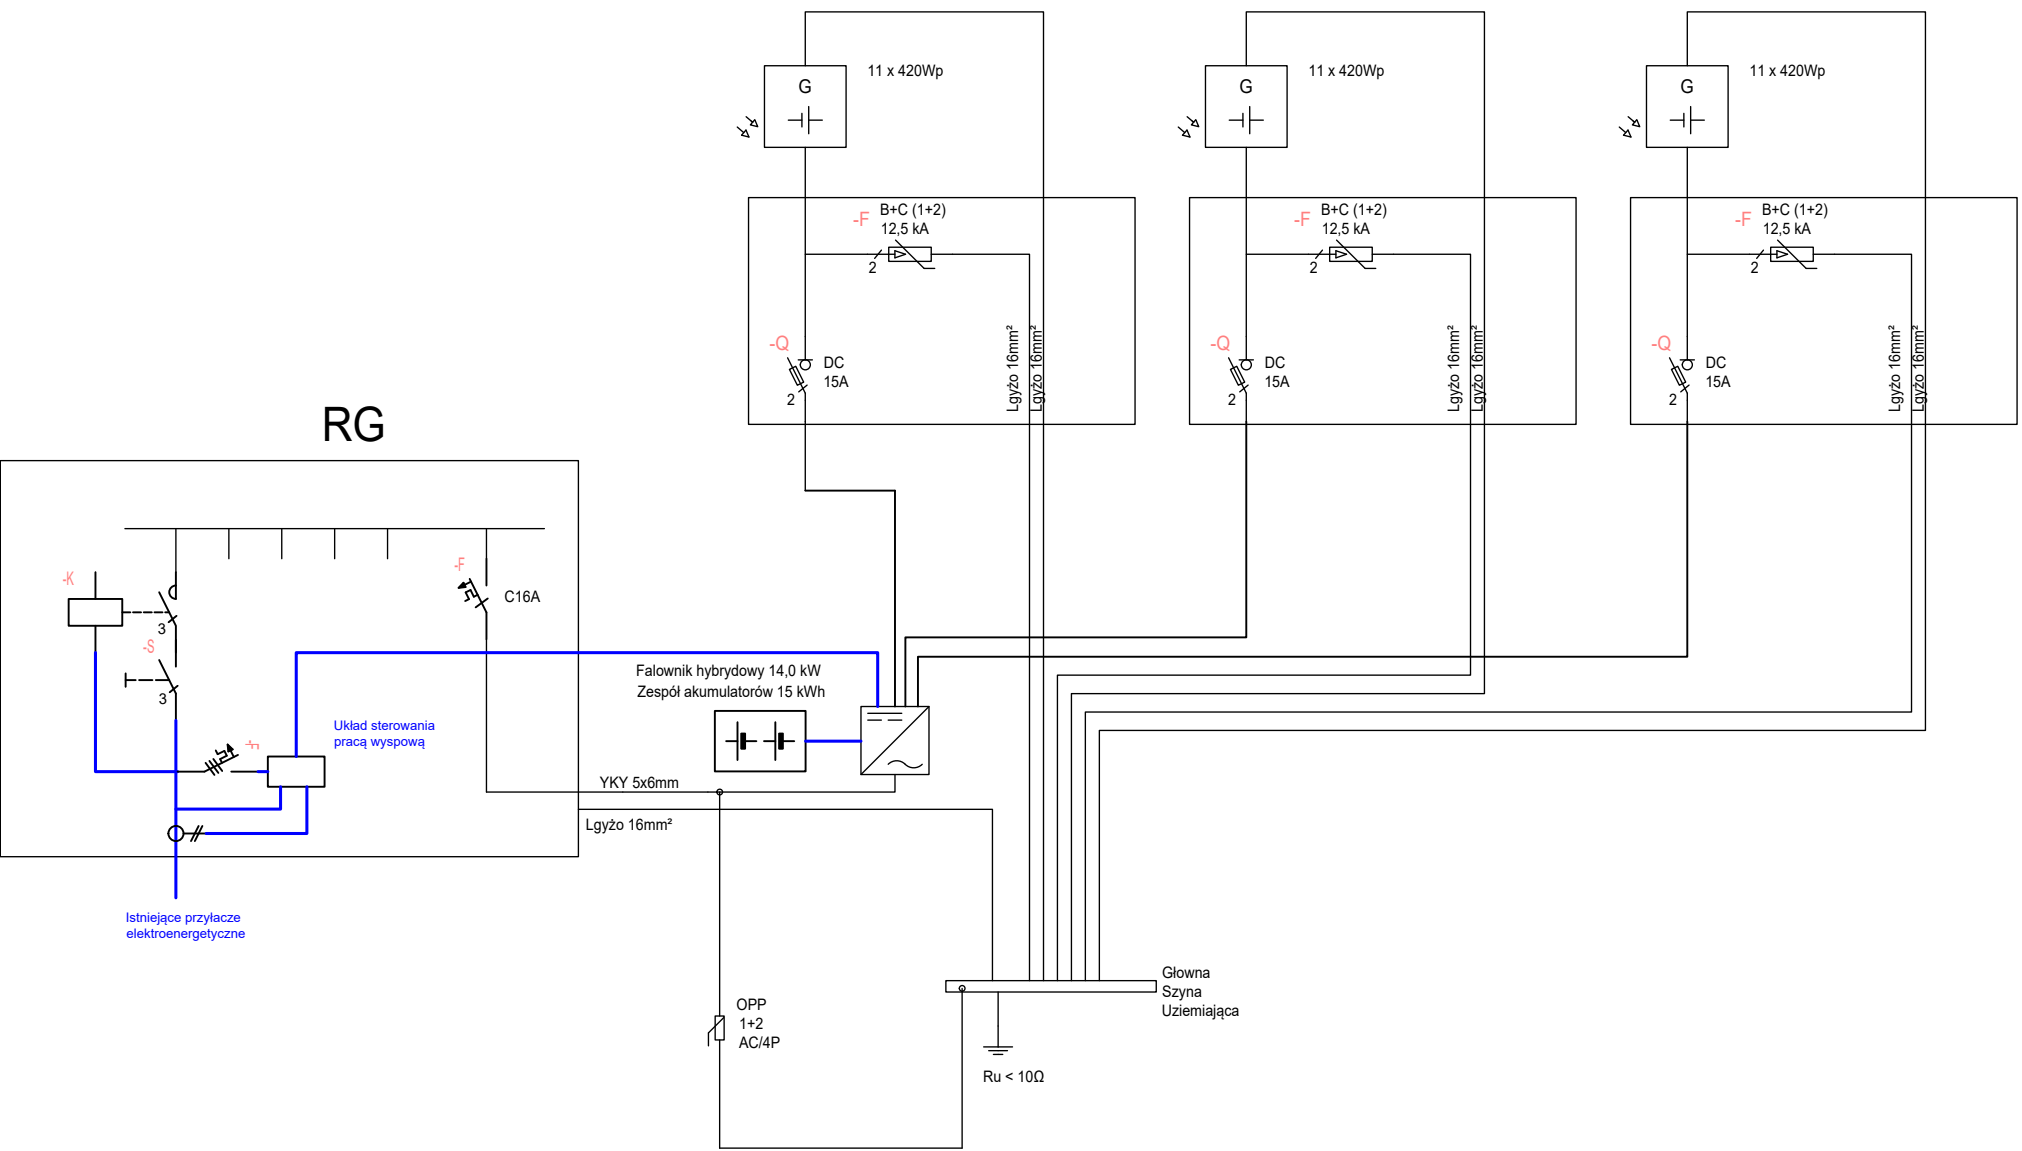 11 x 420Wp
G
11 x 420Wp
G
11 x 420Wp
G
-F
B+C (1+2)
12,5 kA
2
-F
B+C (1+2)
12,5 kA
2
-F
B+C (1+2)
12,5 kA
2
Lgyżo 16mm²
Lgyżo 16mm²
Lgyżo 16mm²
Lgyżo 16mm²
Lgyżo 16mm²
Lgyżo 16mm²
-Q
DC
15A
2
-Q
DC
15A
2
-Q
DC
15A
2
RG
-K
3
-S
3
-F
C16A
-F
Układ sterowania
pracą wyspową
Falownik hybrydowy 14,0 kW
Zespół akumulatorów 15 kWh
YKY 5x6mm
Lgyżo 16mm²
Istniejące przyłacze
elektroenergetyczne
Głowna
Szyna
Uziemiająca
OPP
1+2
AC/4P
Ru < 10Ω